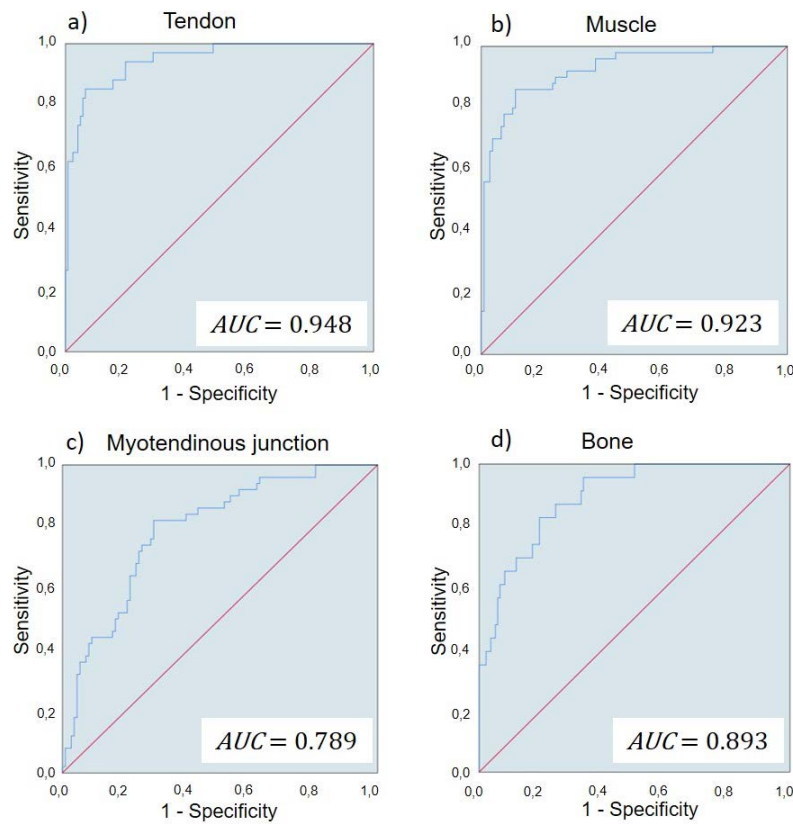 a) Tendon
1,0
0,8
0,6
0,4
0,2
0,0
Sensitivity
AUC = 0.948
0,0 0,2 0,4 0,6 0,8 1,0
1 - Specificity
b) Muscle
1,0
0,8
0,6
0,4
0,2
0,0
Sensitivity
AUC = 0.923
0,0 0,2 0,4 0,6 0,8 1,0
1 - Specificity
c) Myotendinous junction
1,0
0,8
0,6
0,4
0,2
0,0
Sensitivity
AUC = 0.789
0,0 0,2 0,4 0,6 0,8 1,0
1 - Specificity
d) Bone
1,0
0,8
0,6
0,4
0,2
0,0
Sensitivity
AUC = 0.893
0,0 0,2 0,4 0,6 0,8 1,0
1 - Specificity